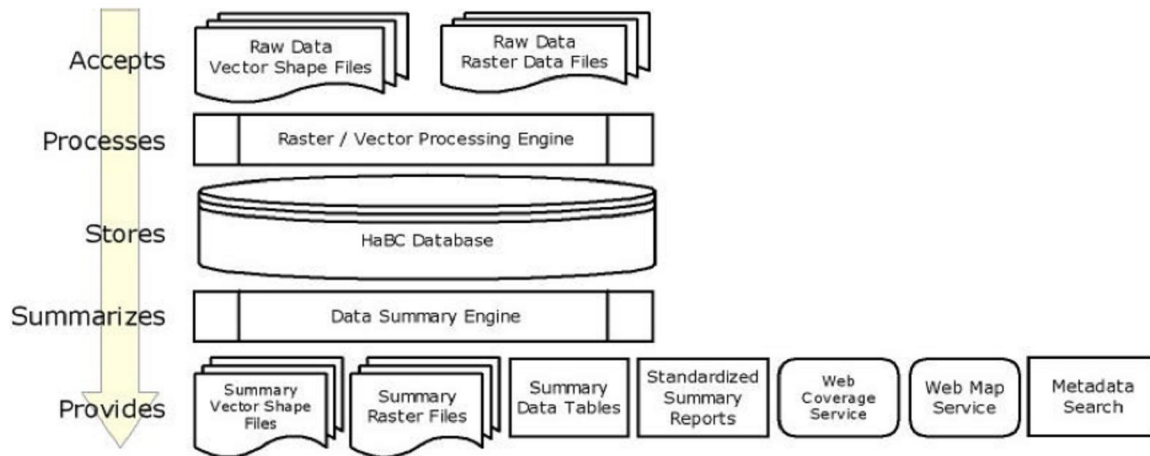 Accepts
Raw Data
Vector Shape Files
Raw Data
Raster Data Files
Processes
Raster / Vector Processing Engine
Stores
HaBC Database
Summarizes
Data Summary Engine
Provides
Summary
Vector Shape
Files
Summary
Raster Files
Summary
Data Tables
Standardized
Summary
Reports
Web
Coverage
Service
Web Map
Service
Metadata
Search